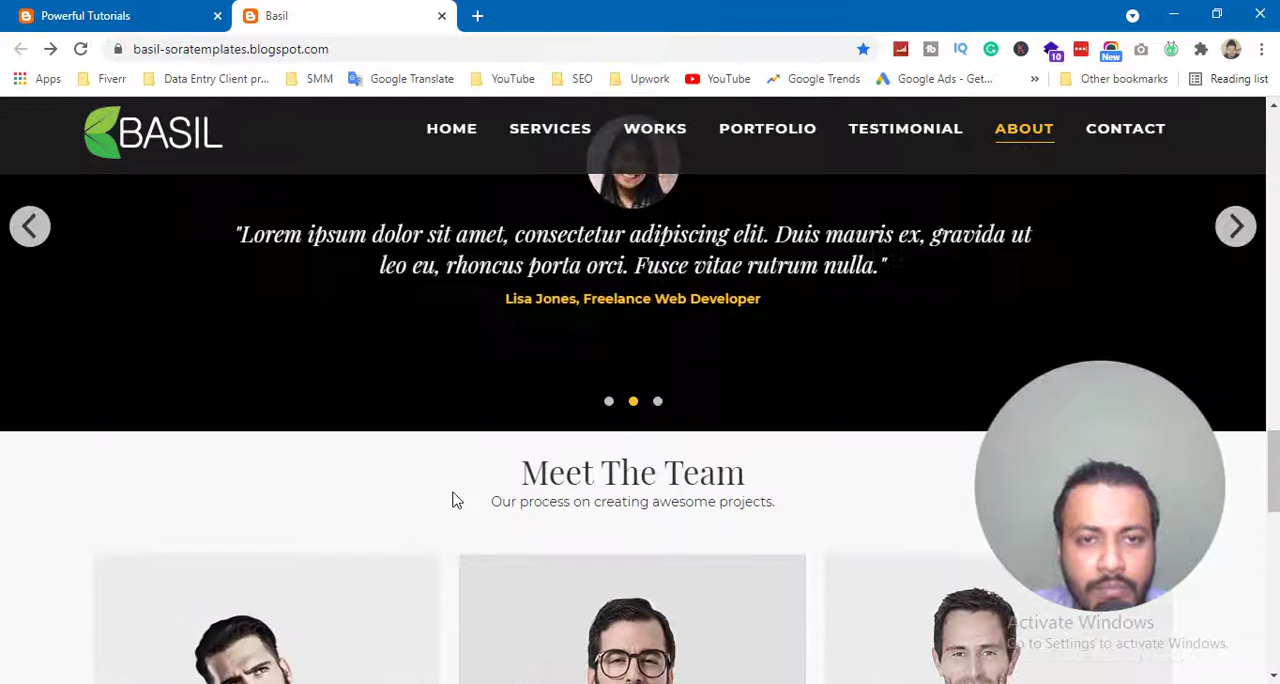 Powerful Tutorials
Basil
basil-soratemplates.blogspot.com
10
New
Apps
Fiverr
Data Entry Client pr...
SMM
Google Translate
YouTube
SEO
Upwork
YouTube
Google Trends
Google Ads - Get...
»
Other bookmarks
Reading list
BASIL
HOME
SERVICES
WORKS
PORTFOLIO
TESTIMONIAL
ABOUT
CONTACT
"Lorem ipsum dolor sit amet, consectetur adipiscing elit. Duis mauris ex, gravida ut
leo eu, rhoncus porta orci. Fusce vitae rutrum nulla."
Lisa Jones, Freelance Web Developer
Meet The Team
Our process on creating awesome projects.
Activate Windows
Go to Settings to activate Windows.